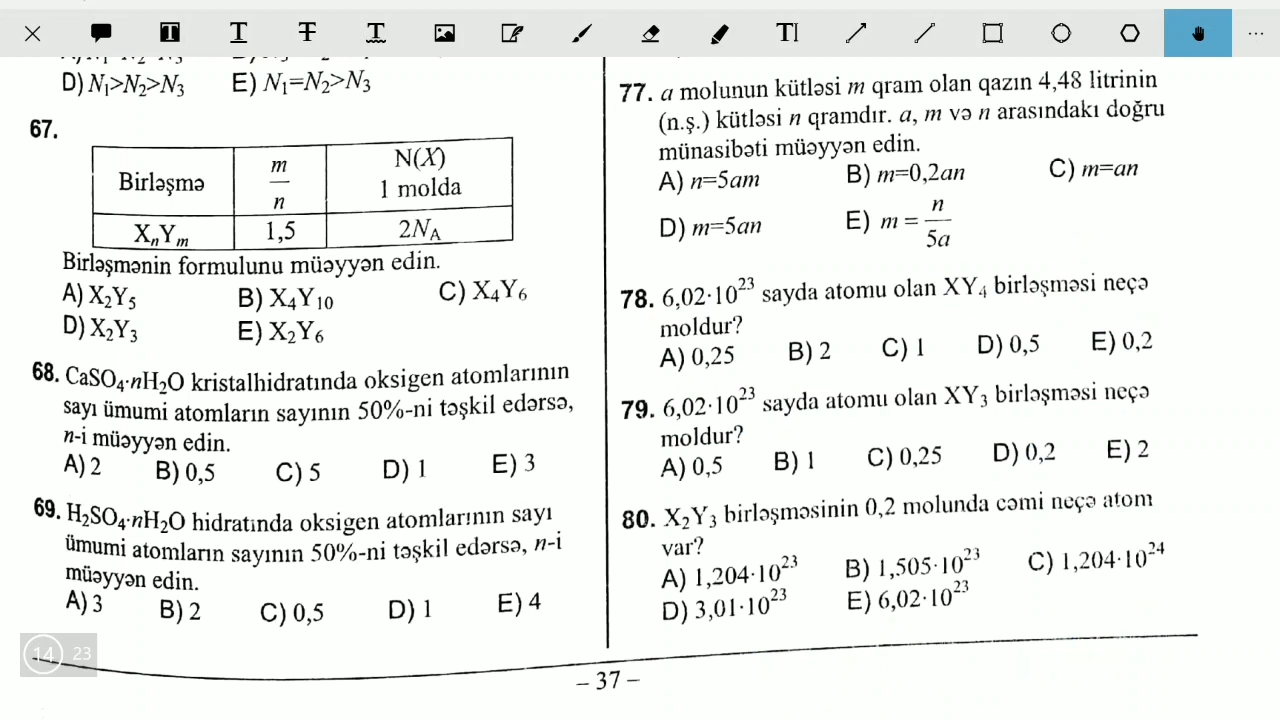 D) N₁>N₂>N₃ E) N₁=N₂>N₃
67.
Birləşmə m/n N(X) 1 molda
XₙYₘ 1,5 2N_A
Birləşmənin formulunu müəyyən edin.
A) X₂Y₅ B) X₄Y₁₀ C) X₄Y₆
D) X₂Y₃ E) X₂Y₆
68. CaSO₄·nH₂O kristalhidratında oksigen atomlarının
sayı ümumi atomların sayının 50%-ni təşkil edərsə,
n-i müəyyən edin.
A) 2 B) 0,5 C) 5 D) 1 E) 3
69. H₂SO₄·nH₂O hidratında oksigen atomlarının sayı
ümumi atomların sayının 50%-ni təşkil edərsə, n-i
müəyyən edin.
A) 3 B) 2 C) 0,5 D) 1 E) 4
77. a molunun kütləsi m qram olan qazın 4,48 litrinin
(n.ş.) kütləsi n qramdır. a, m və n arasındakı doğru
münasibəti müəyyən edin.
A) n=5am B) m=0,2an C) m=an
D) m=5an E) m = n/5a
78. 6,02·10²³ sayda atomu olan XY₄ birləşməsi neçə
moldur?
A) 0,25 B) 2 C) 1 D) 0,5 E) 0,2
79. 6,02·10²³ sayda atomu olan XY₃ birləşməsi neçə
moldur?
A) 0,5 B) 1 C) 0,25 D) 0,2 E) 2
80. X₂Y₃ birləşməsinin 0,2 molunda cəmi neçə atom
var?
A) 1,204·10²³ B) 1,505·10²³ C) 1,204·10²⁴
D) 3,01·10²³ E) 6,02·10²³
14 23
– 37 –